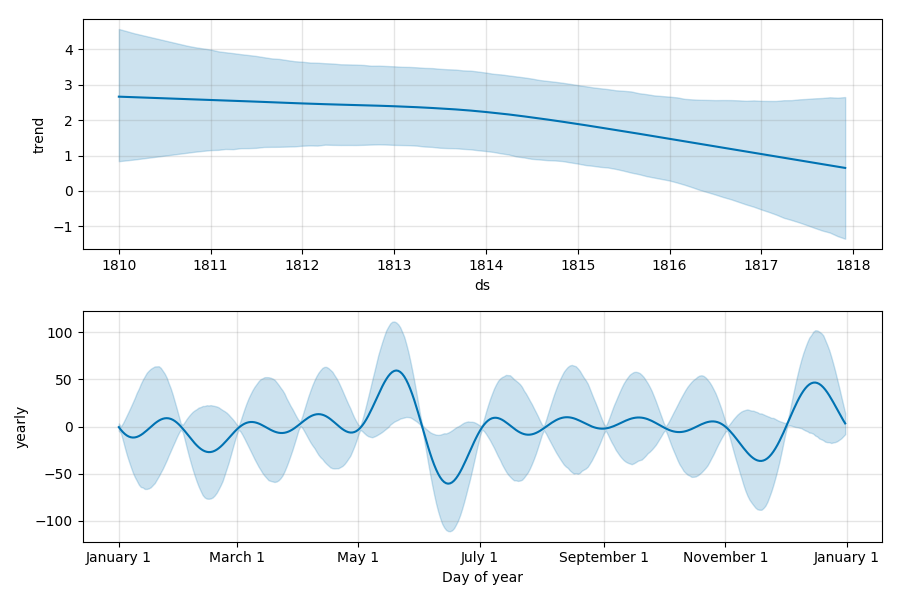 4
3
2
1
0
−1
trend
1810 1811 1812 1813 1814 1815 1816 1817 1818
ds
100
50
0
−50
−100
yearly
January 1 March 1 May 1 July 1 September 1 November 1 January 1
Day of year